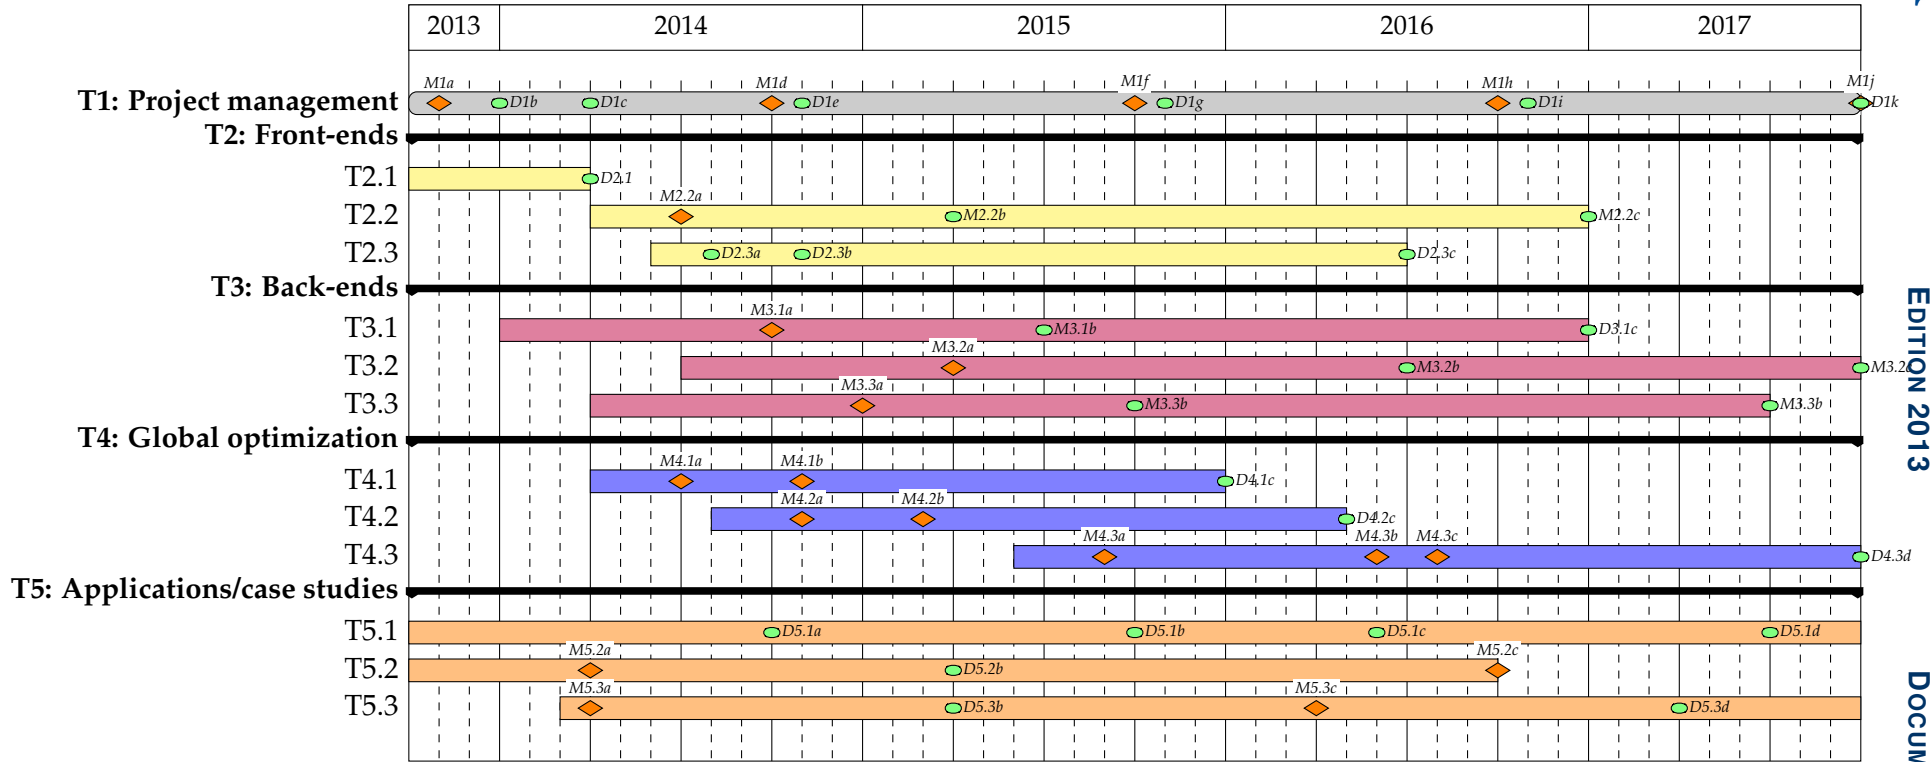 2013 2014 2015 2016 2017
M1a M1d M1f M1h M1j
T1: Project management D1b D1c D1e D1g D1i D1k
T2: Front-ends
T2.1 D2.1
M2.2a
T2.2 M2.2b M2.2c
T2.3 D2.3a D2.3b D2.3c
T3: Back-ends
M3.1a
T3.1 M3.1b D3.1c
M3.2a
T3.2 M3.2b
M3.3a
T3.3 M3.3b M3.3b
T4: Global optimization
M4.1a M4.1b
T4.1 D4.1c
M4.2a M4.2b
T4.2 D4.2c
M4.3a M4.3b M4.3c
T4.3 D4.3d
T5: Applications/case studies
T5.1 D5.1a D5.1b D5.1c D5.1d
M5.2a M5.2c
T5.2 D5.2b
M5.3a M5.3c
T5.3 D5.3b D5.3d
EDITION 2013